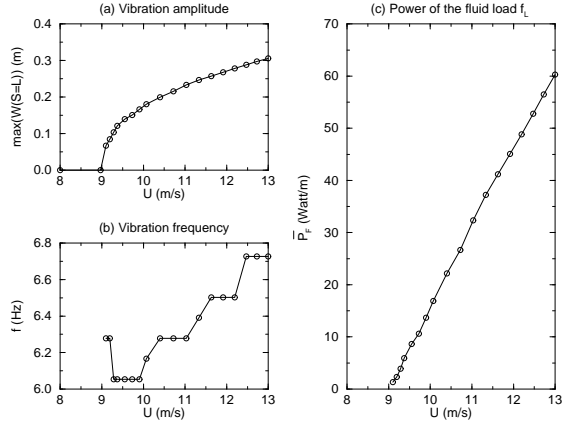 (a) Vibration amplitude
0.4
0.3
0.2
0.1
0.0
max(W(S=L)) (m)
8 9 10 11 12 13
U (m/s)
(b) Vibration frequency
6.8
6.6
6.4
6.2
6.0
f (Hz)
8 9 10 11 12 13
U (m/s)
(c) Power of the fluid load f_L
70
60
50
40
30
20
10
0
P̅_F (Watt/m)
8 9 10 11 12 13
U (m/s)